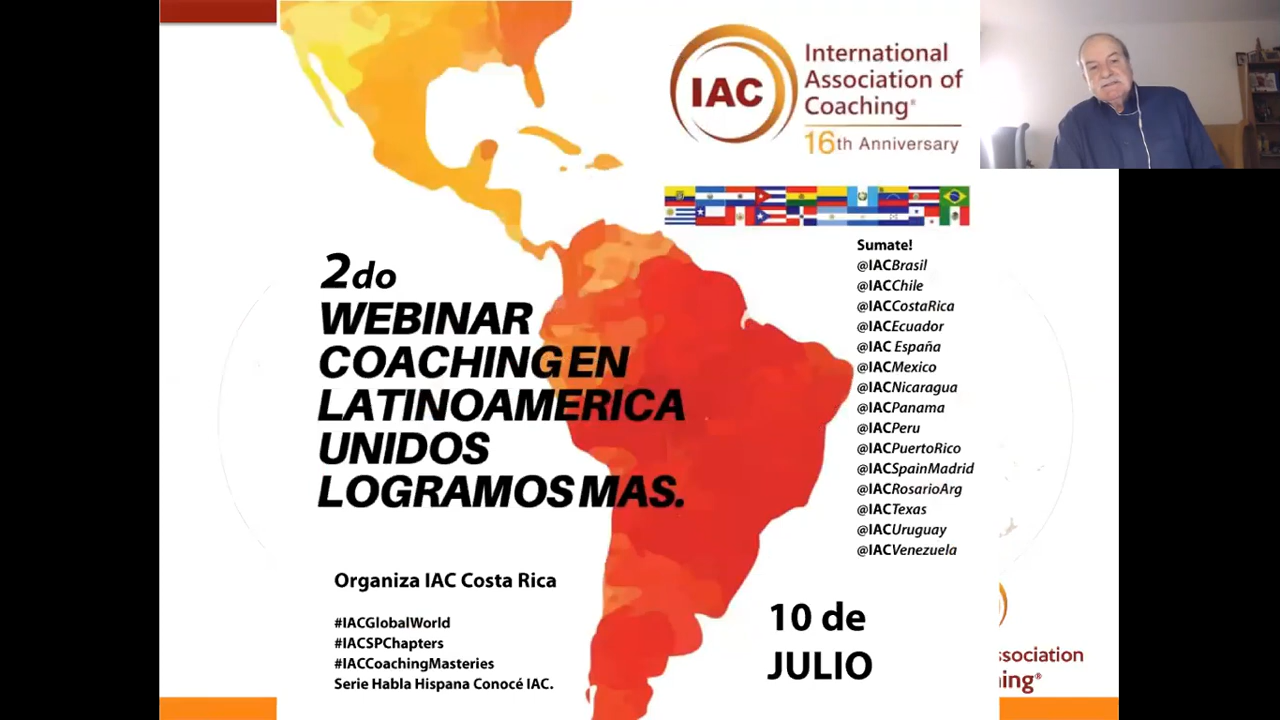 IAC
International
Association of
Coaching®
16th Anniversary
2do
WEBINAR
COACHING EN
LATINOAMERICA
UNIDOS
LOGRAMOS MAS.
Sumate!
@IACBrasil
@IACChile
@IACCostaRica
@IACEcuador
@IAC España
@IACMexico
@IACNicaragua
@IACPanama
@IACPeru
@IACPuertoRico
@IACSpainMadrid
@IACRosarioArg
@IACTexas
@IACUruguay
@IACVenezuela
Organiza IAC Costa Rica
#IACGlobalWorld
#IACSPChapters
#IACCoachingMasteries
Serie Habla Hispana Conocé IAC.
10 de
JULIO
ssociation
ing®